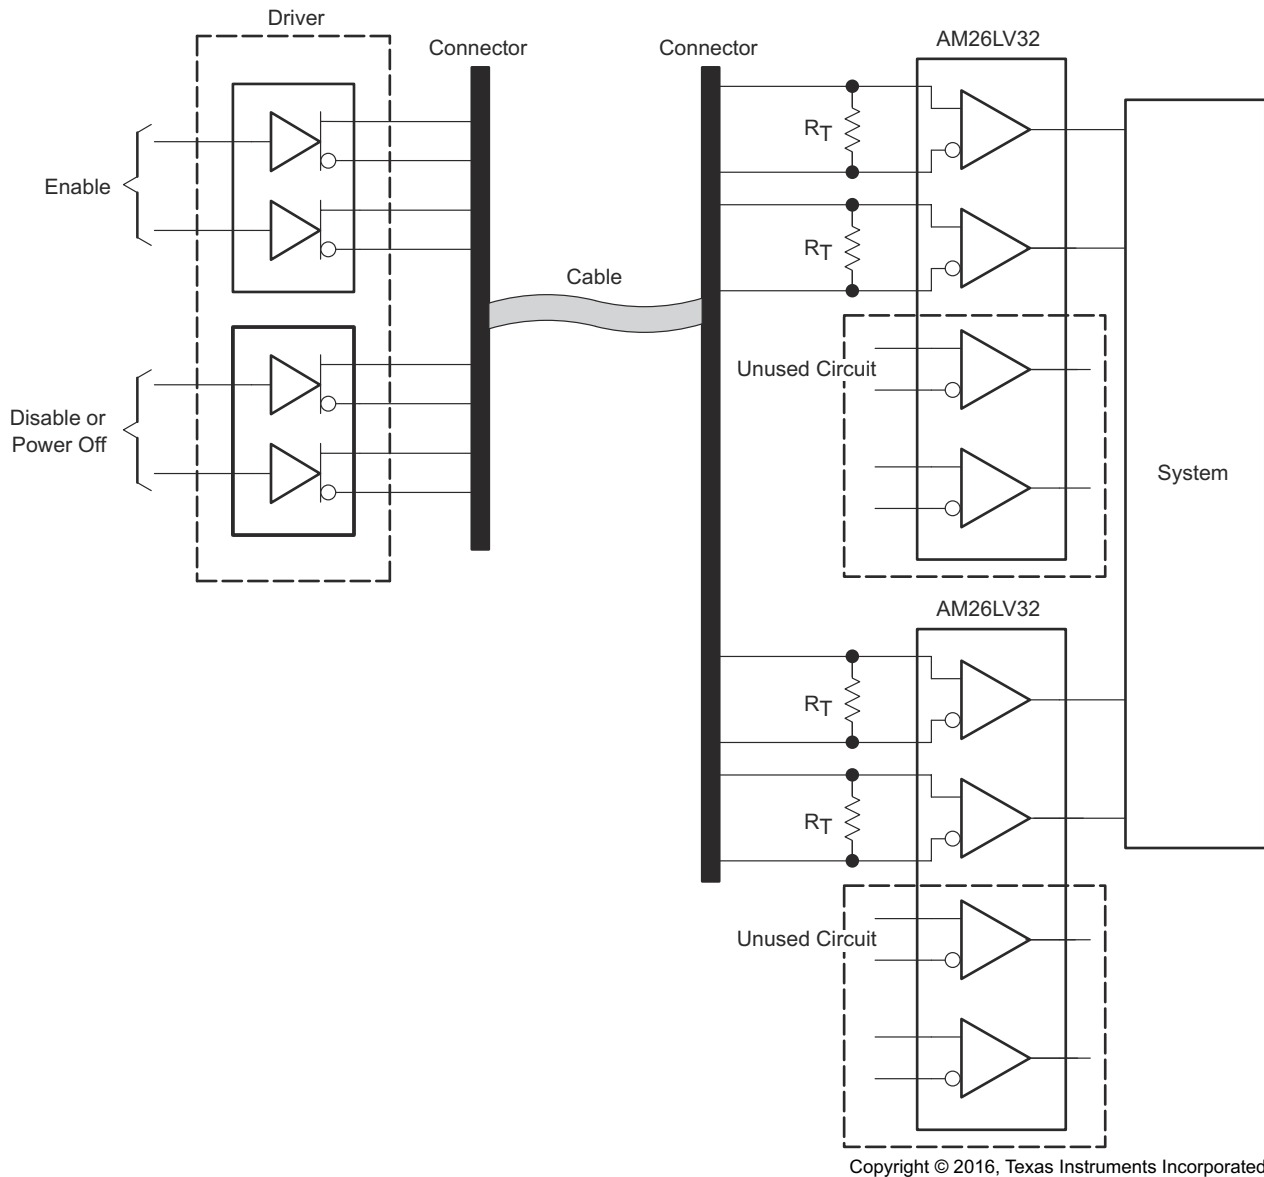 Driver
Connector
Connector
AM26LV32
Enable
RT
RT
Cable
Unused Circuit
Disable or
Power Off
System
AM26LV32
RT
RT
Unused Circuit
Copyright © 2016, Texas Instruments Incorporated